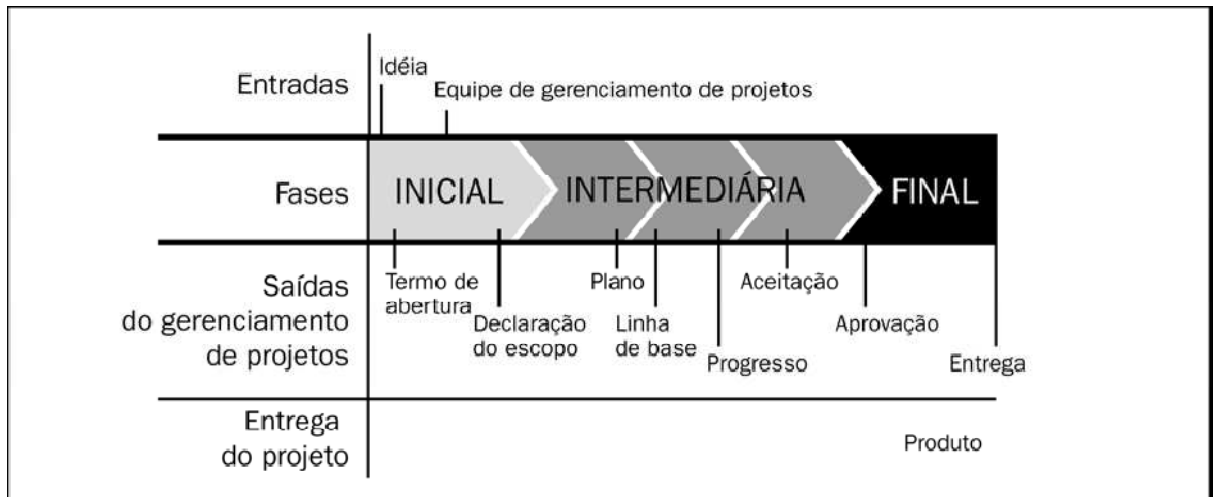 Entradas
Idéia
Equipe de gerenciamento de projetos
Fases
INICIAL
INTERMEDIÁRIA
FINAL
Saídas
do gerenciamento
de projetos
Termo de
abertura
Declaração
do escopo
Plano
Linha
de base
Progresso
Aceitação
Aprovação
Entrega
Entrega
do projeto
Produto